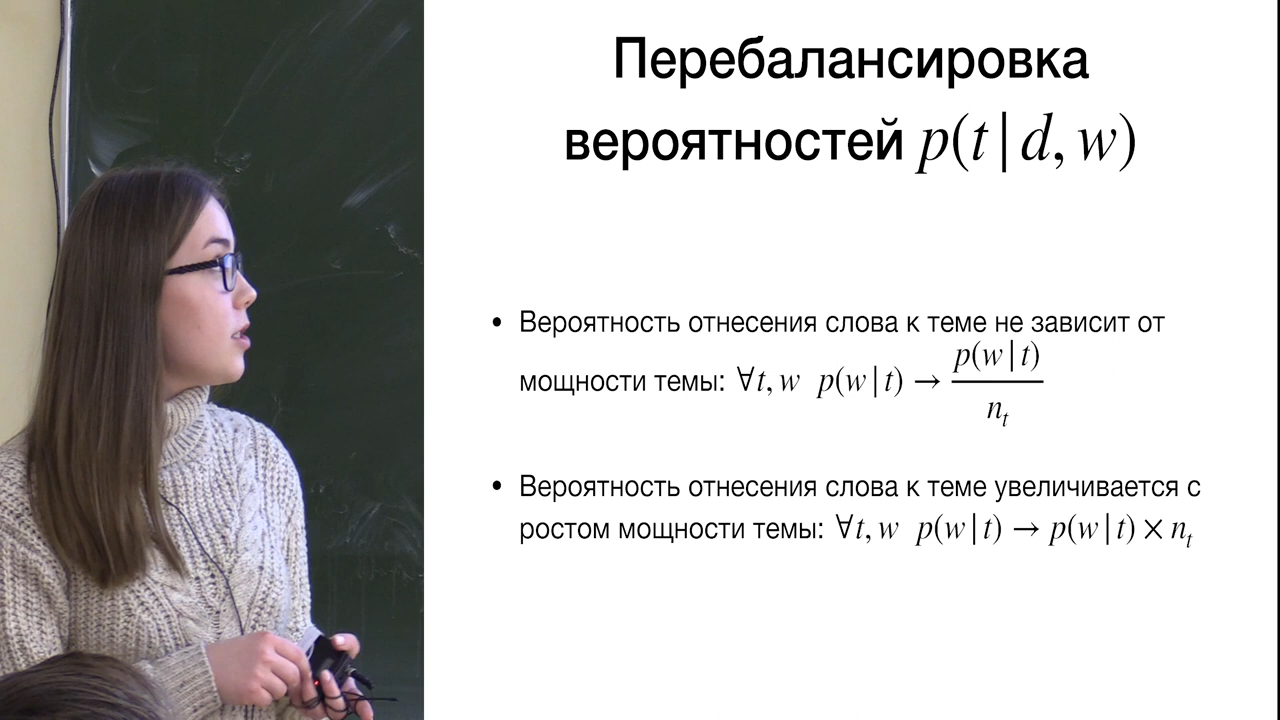 Перебалансировка
вероятностей p(t|d, w)
• Вероятность отнесения слова к теме не зависит от
мощности темы: ∀t, w p(w|t) → p(w|t) / n_t
• Вероятность отнесения слова к теме увеличивается с
ростом мощности темы: ∀t, w p(w|t) → p(w|t) × n_t